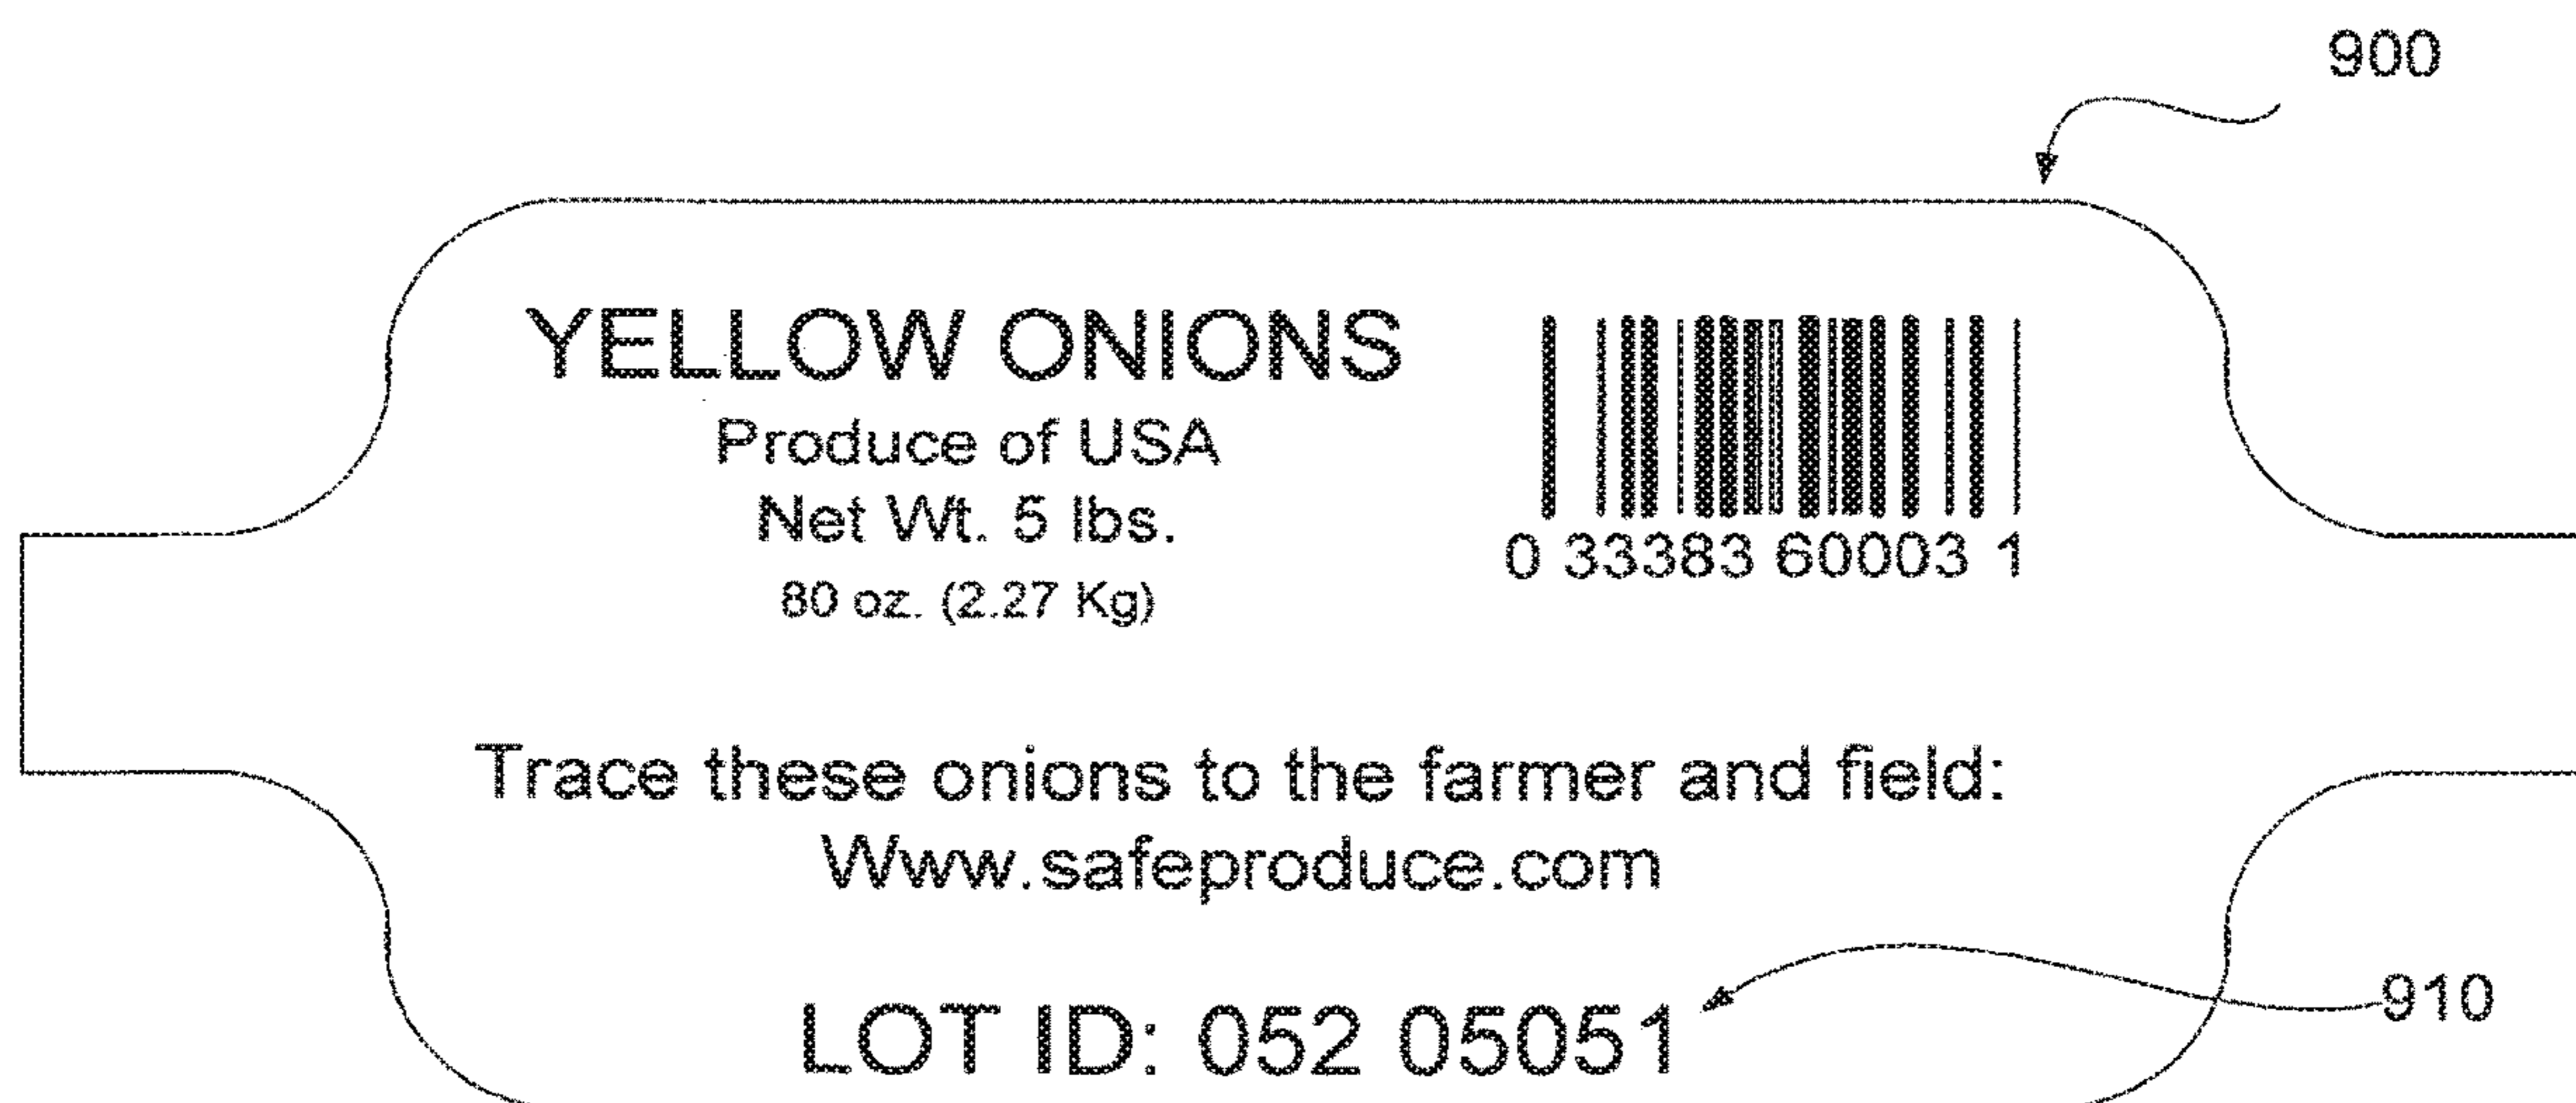 900
YELLOW ONIONS
Produce of USA
Net Wt. 5 lbs.
80 oz. (2.27 Kg)
0 33383 60003 1
Trace these onions to the farmer and field:
Www.safeproduce.com
LOT ID: 052 05051
910